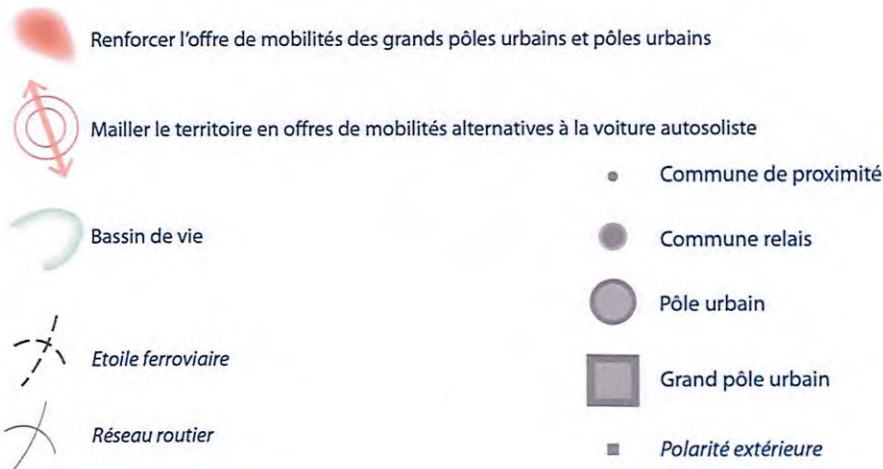 Renforcer l'offre de mobilités des grands pôles urbains et pôles urbains
Mailler le territoire en offres de mobilités alternatives à la voiture autosoliste
Bassin de vie
Etoile ferroviaire
Réseau routier
Commune de proximité
Commune relais
Pôle urbain
Grand pôle urbain
Polarité extérieure